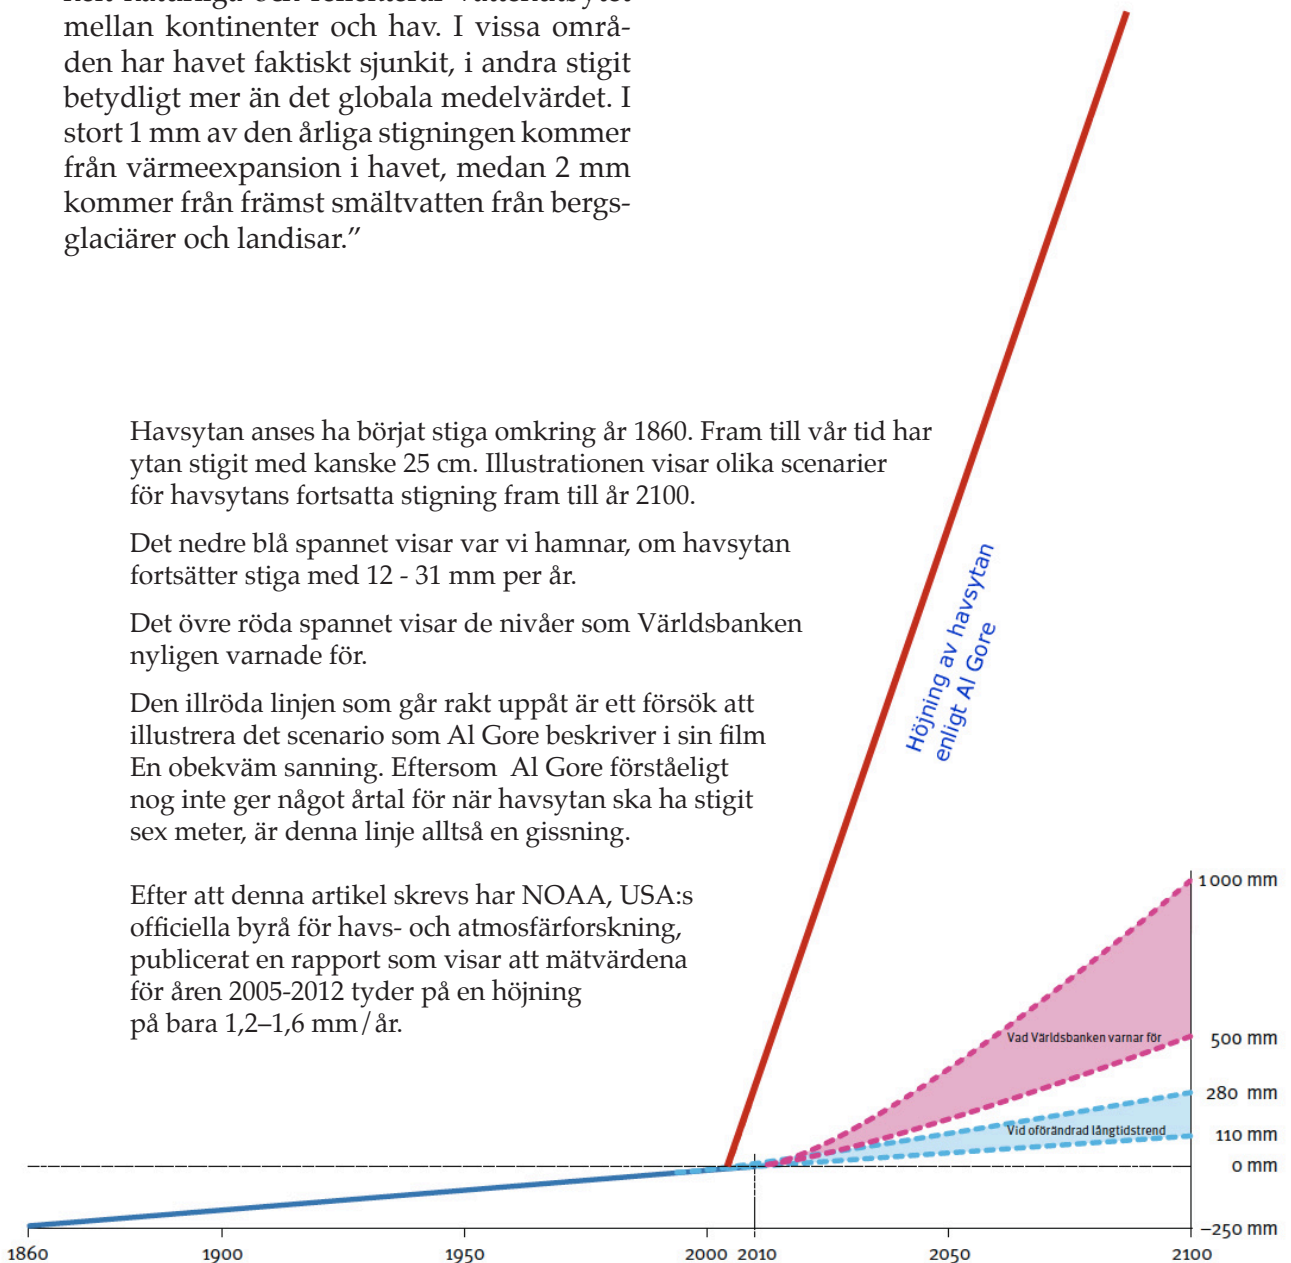 mellan kontinenter och hav. I vissa områ-
den har havet faktiskt sjunkit, i andra stigit
betydligt mer än det globala medelvärdet. I
stort 1 mm av den årliga stigningen kommer
från värmeexpansion i havet, medan 2 mm
kommer från främst smältvatten från bergs-
glaciärer och landisar.”
Havsytan anses ha börjat stiga omkring år 1860. Fram till vår tid har
ytan stigit med kanske 25 cm. Illustrationen visar olika scenarier
för havsytans fortsatta stigning fram till år 2100.
Det nedre blå spannet visar var vi hamnar, om havsytan
fortsätter stiga med 12 - 31 mm per år.
Det övre röda spannet visar de nivåer som Världsbanken
nyligen varnade för.
Den illröda linjen som går rakt uppåt är ett försök att
illustrera det scenario som Al Gore beskriver i sin film
En obekväm sanning. Eftersom Al Gore förståeligt
nog inte ger något årtal för när havsytan ska ha stigit
sex meter, är denna linje alltså en gissning.
Efter att denna artikel skrevs har NOAA, USA:s
officiella byrå för havs- och atmosfärforskning,
publicerat en rapport som visar att mätvärdena
för åren 2005-2012 tyder på en höjning
på bara 1,2–1,6 mm/år.
Höjning av havsytan
enligt Al Gore
1000 mm
Vad Världsbanken varnar för
500 mm
280 mm
Vid oförändrad långtidstrend
110 mm
0 mm
–250 mm
1860
1900
1950
2000
2010
2050
2100